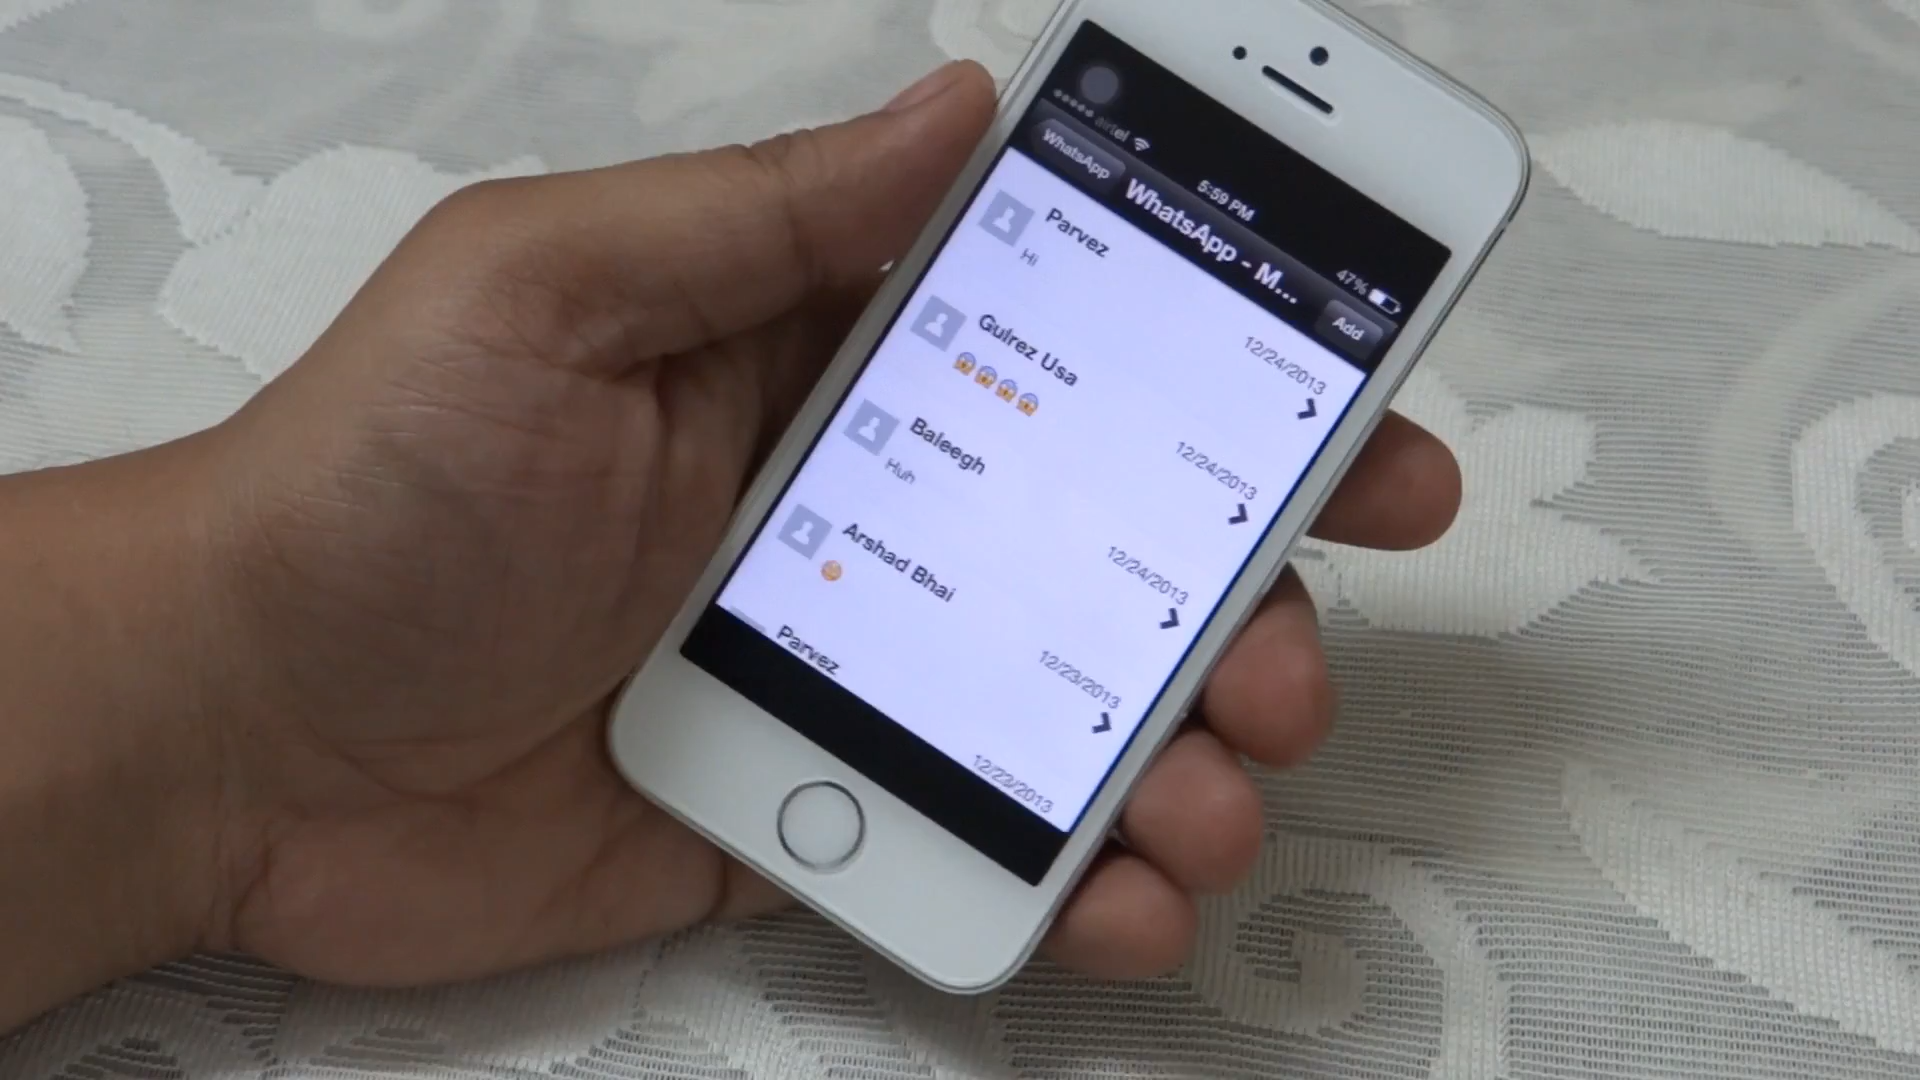 airtel
5:59 PM
47%
WhatsApp
WhatsApp - M...
Add
Parvez
12/24/2013
Hi
Gulrez Usa
12/24/2013
😱😱😱😱
Baleegh
12/24/2013
Huh
Arshad Bhai
12/23/2013
Parvez
12/23/2013